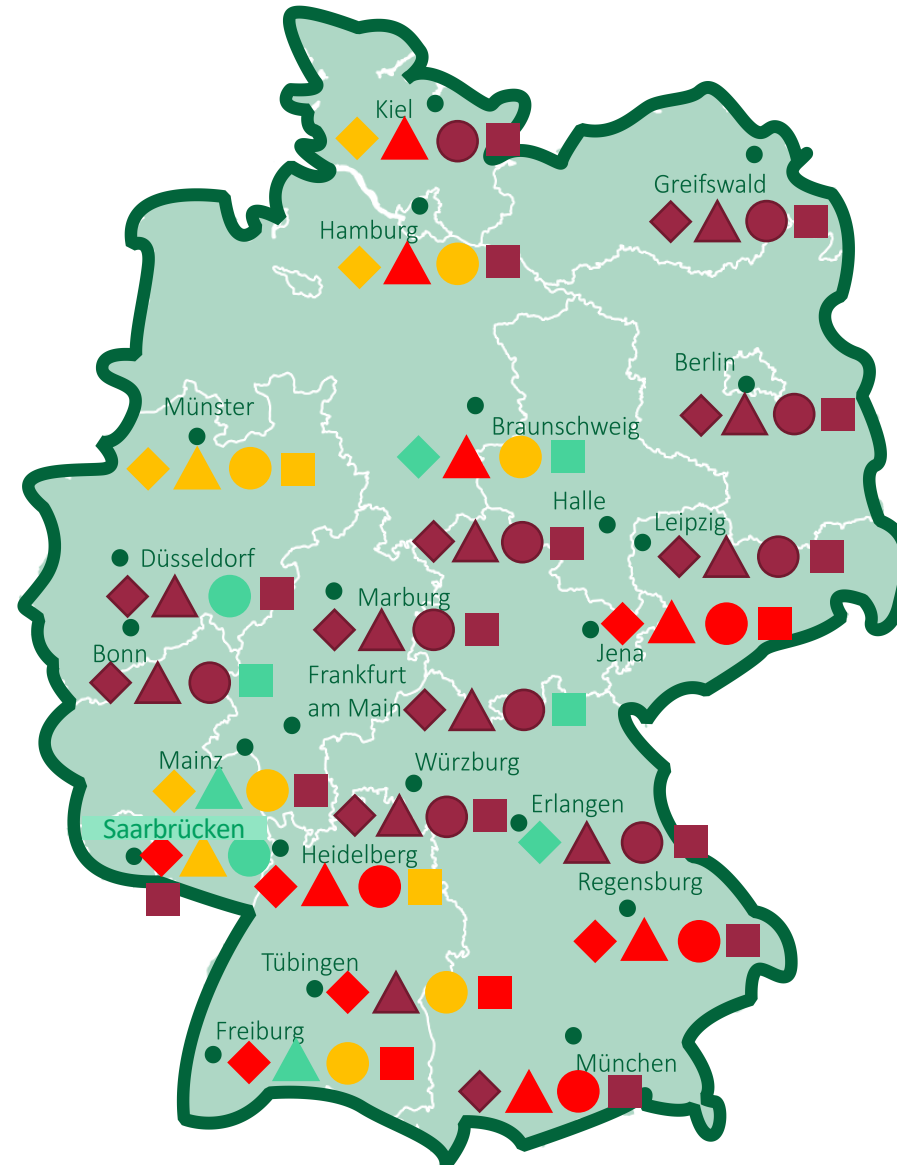 Kiel
Greifswald
Hamburg
Berlin
Münster
Braunschweig
Halle
Leipzig
Düsseldorf
Marburg
Jena
Bonn
Frankfurt
am Main
Mainz
Würzburg
Erlangen
Saarbrücken
Heidelberg
Regensburg
Tübingen
Freiburg
München